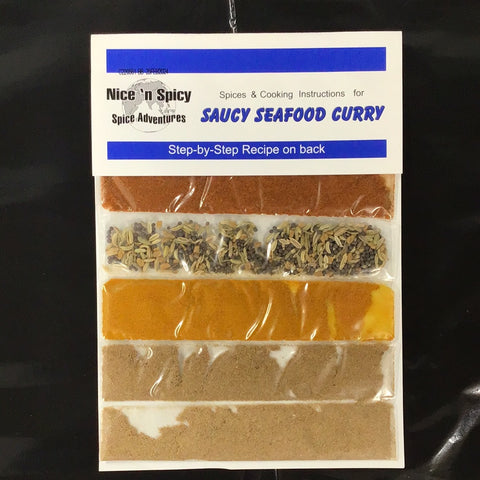 Nice 'n Spicy
Spice Adventures
Spices & Cooking Instructions for
SAUCY SEAFOOD CURRY
Step-by-Step Recipe on back